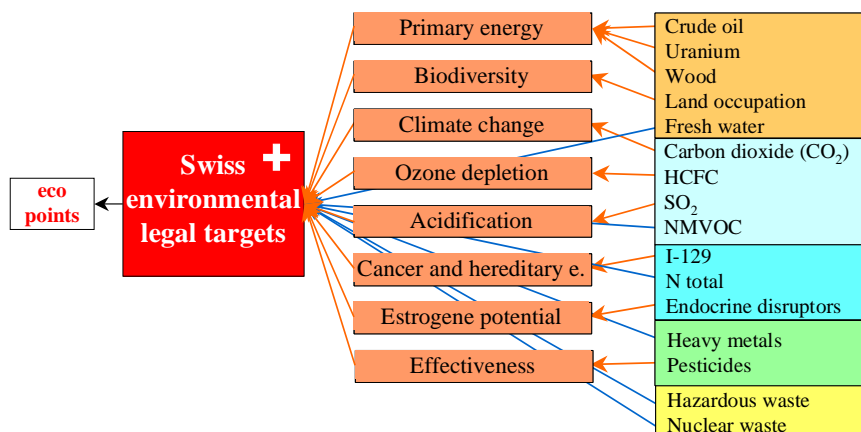 eco
points
Swiss
environmental
legal targets
Primary energy
Biodiversity
Climate change
Ozone depletion
Acidification
Cancer and hereditary e.
Estrogene potential
Effectiveness
Crude oil
Uranium
Wood
Land occupation
Fresh water
Carbon dioxide (CO₂)
HCFC
SO₂
NMVOC
I-129
N total
Endocrine disruptors
Heavy metals
Pesticides
Hazardous waste
Nuclear waste